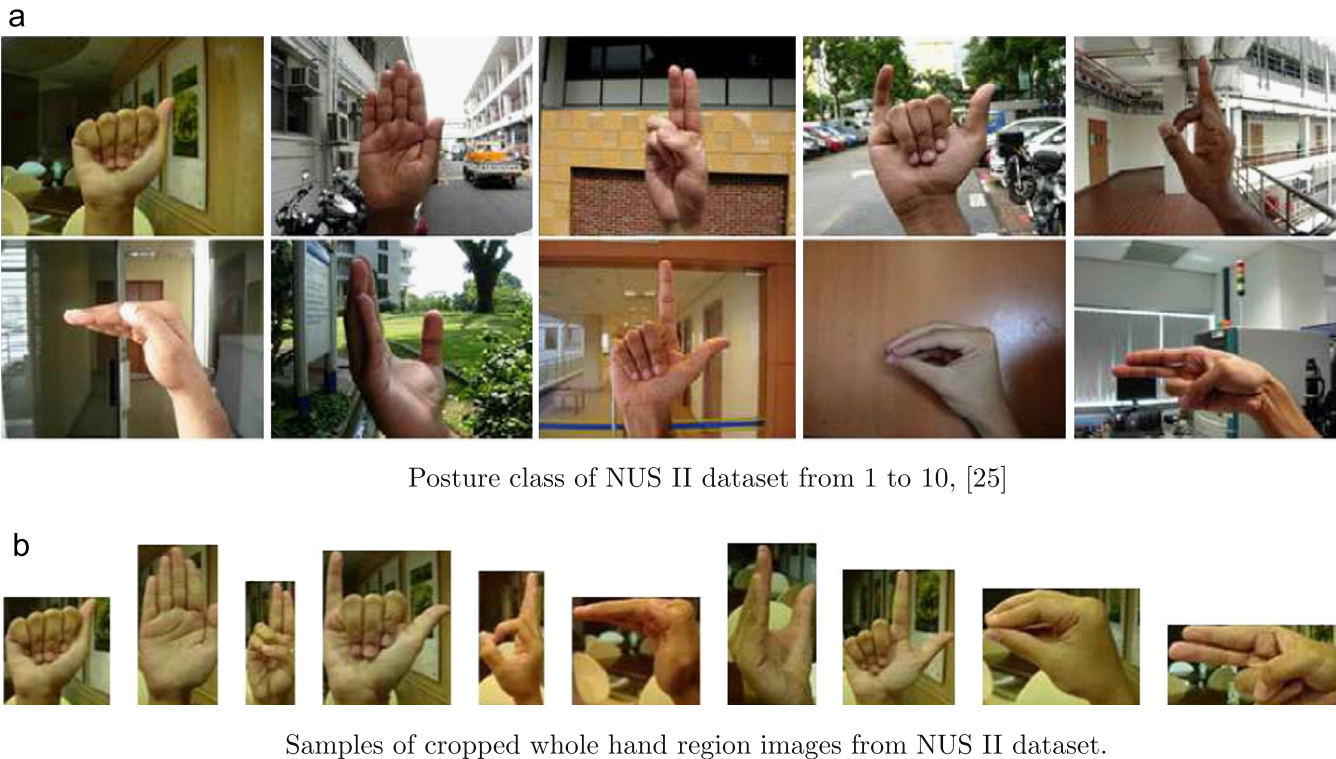 a
Posture class of NUS II dataset from 1 to 10, [25]
b
Samples of cropped whole hand region images from NUS II dataset.